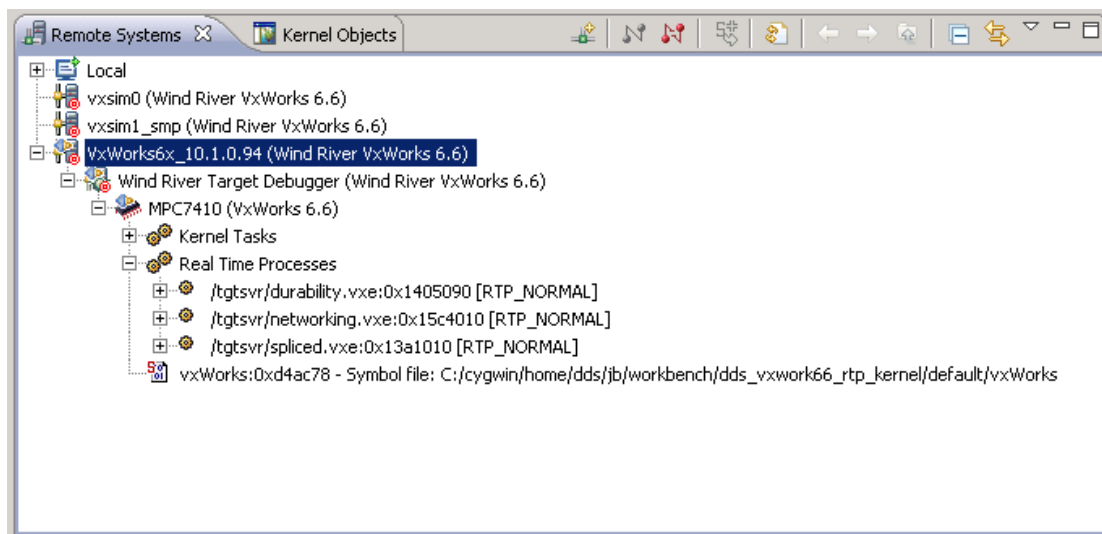 Remote Systems Kernel Objects
Local
vxsim0 (Wind River VxWorks 6.6)
vxsim1_smp (Wind River VxWorks 6.6)
VxWorks6x_10.1.0.94 (Wind River VxWorks 6.6)
Wind River Target Debugger (Wind River VxWorks 6.6)
MPC7410 (VxWorks 6.6)
Kernel Tasks
Real Time Processes
/tgtsvr/durability.vxe:0x1405090 [RTP_NORMAL]
/tgtsvr/networking.vxe:0x15c4010 [RTP_NORMAL]
/tgtsvr/spliced.vxe:0x13a1010 [RTP_NORMAL]
vxWorks:0xd4ac78 - Symbol file: C:/cygwin/home/dds/jb/workbench/dds_vxwork66_rtp_kernel/default/vxWorks